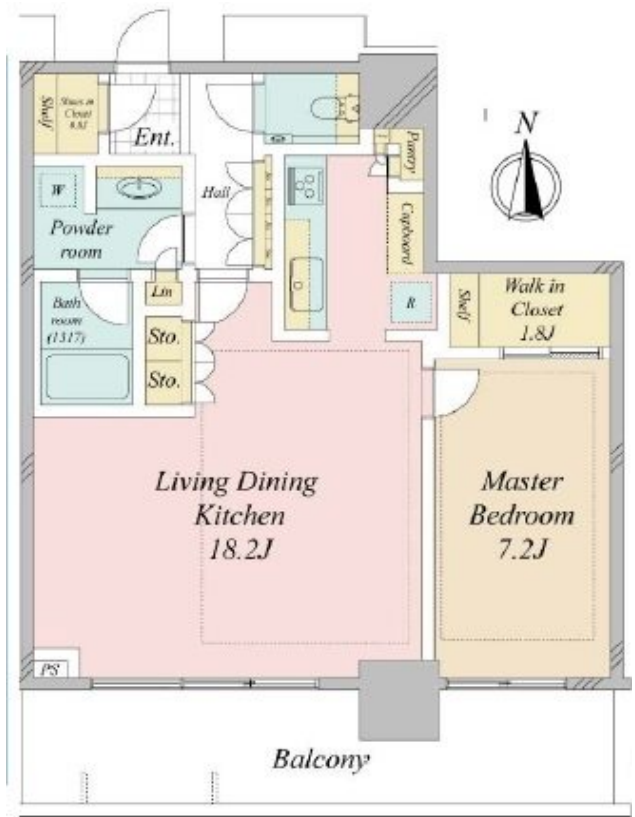 N
Shelf
Shoes in
Closet
Ent.
Pantry
W
Hall
Powder
room
Cupboard
Lin
Bath
room
(1317)
Sto.
Sto.
R
Shelf
Walk in
Closet
1.8J
Living Dining
Kitchen
18.2J
Master
Bedroom
7.2J
PS
Balcony